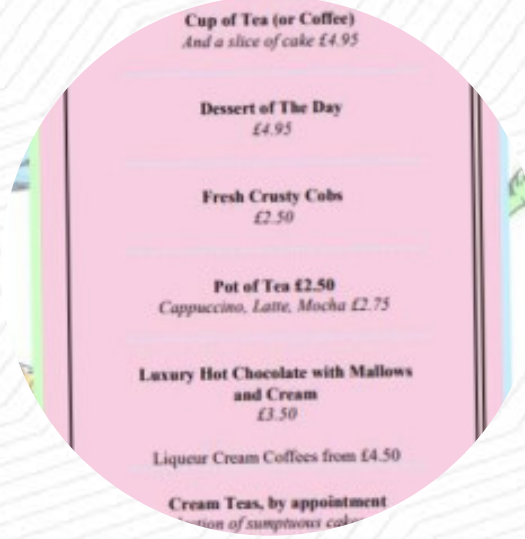 Cup of Tea (or Coffee)
And a slice of cake £4.95
Dessert of The Day
£4.95
Fresh Crusty Cobs
£2.50
Pot of Tea £2.50
Cappuccino, Latte, Mocha £2.75
Luxury Hot Chocolate with Mallows
and Cream
£3.50
Liqueur Cream Coffees from £4.50
Cream Teas, by appointment
of sumptuous